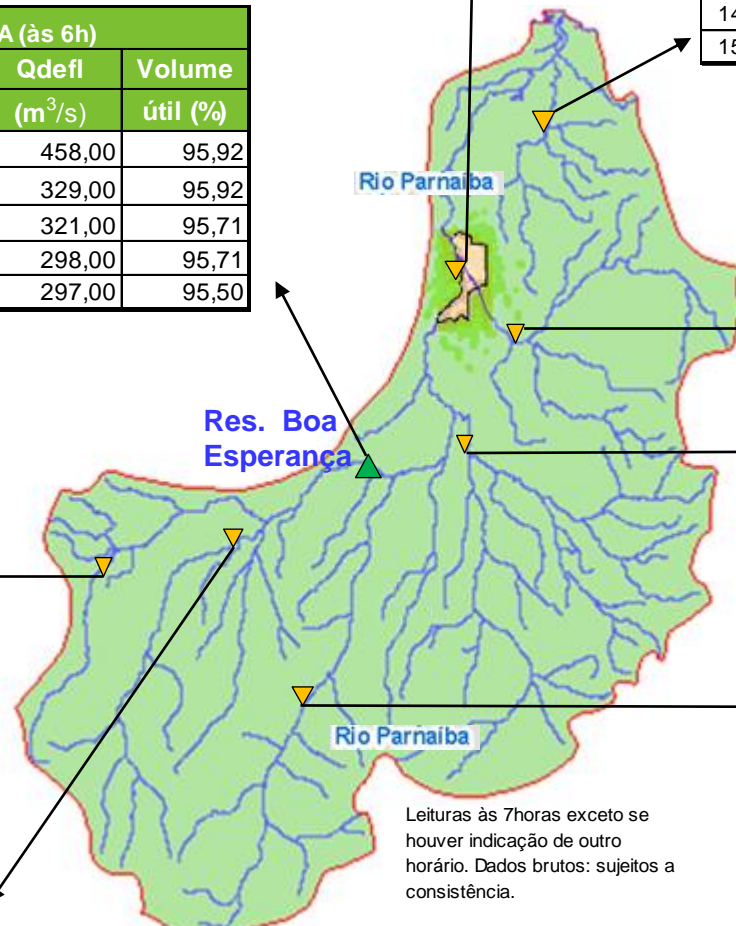 A (às 6h)
Qdefl Volume
(m³/s) útil (%)
458,00 95,92
329,00 95,92
321,00 95,71
298,00 95,71
297,00 95,50
14
15
Rio Parnaíba
Res. Boa
Esperança
Rio Parnaíba
Leituras às 7horas exceto se
houver indicação de outro
horário. Dados brutos: sujeitos a
consistência.